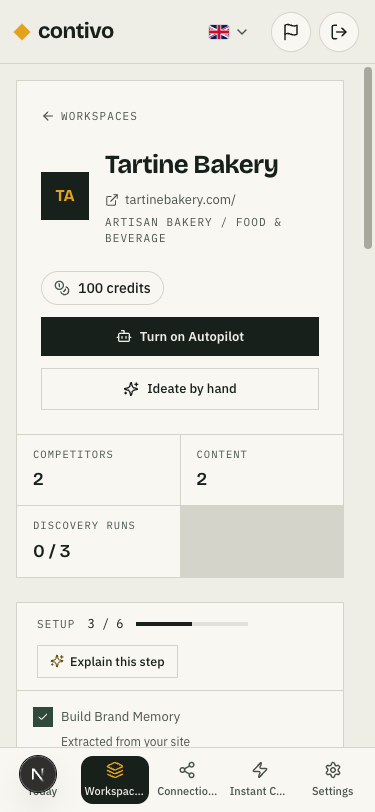 contivo
WORKSPACES
TA
Tartine Bakery
tartinebakery.com/
ARTISAN BAKERY / FOOD &
BEVERAGE
100 credits
Turn on Autopilot
Ideate by hand
COMPETITORS
2
CONTENT
2
DISCOVERY RUNS
0 / 3
SETUP 3 / 6
Explain this step
Build Brand Memory
Extracted from your site
N
Workspac...
Connectio...
Instant C...
Settings